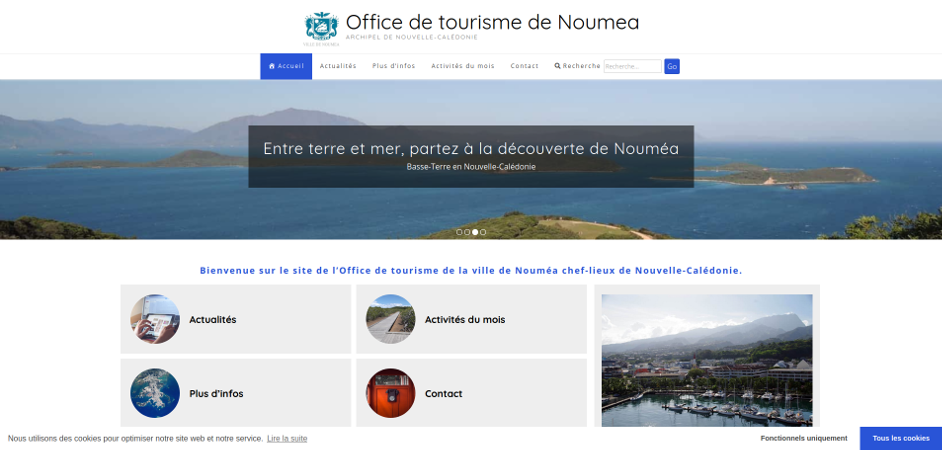 Office de tourisme de Noumea
ARCHIPEL DE NOUVELLE-CALÉDONIE
VILLE DE NOUMÉA
Accueil Actualités Plus d'infos Activités du mois Contact Recherche Recherche... Go
Entre terre et mer, partez à la découverte de Nouméa
Basse-Terre en Nouvelle-Calédonie
Bienvenue sur le site de l'Office de tourisme de la ville de Nouméa chef-lieux de Nouvelle-Calédonie.
Actualités
Activités du mois
Plus d'infos
Contact
Nous utilisons des cookies pour optimiser notre site web et notre service. Lire la suite
Fonctionnels uniquement
Tous les cookies